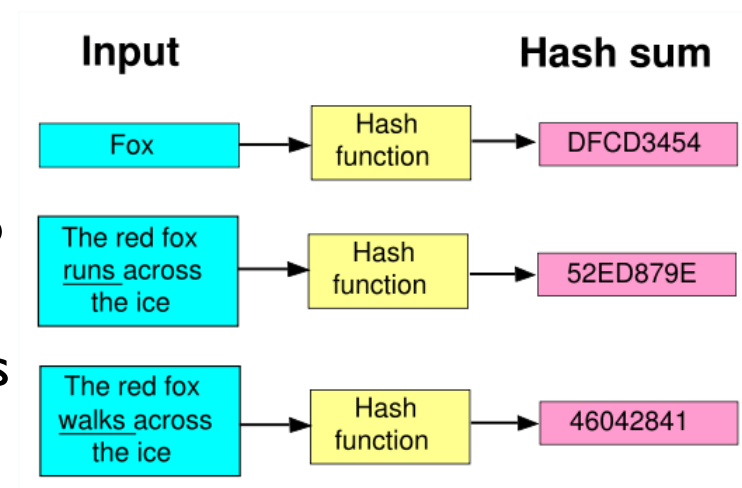 Input
Hash sum
Fox
Hash
function
DFCD3454
The red fox
runs across
the ice
Hash
function
52ED879E
The red fox
walks across
the ice
Hash
function
46042841
s